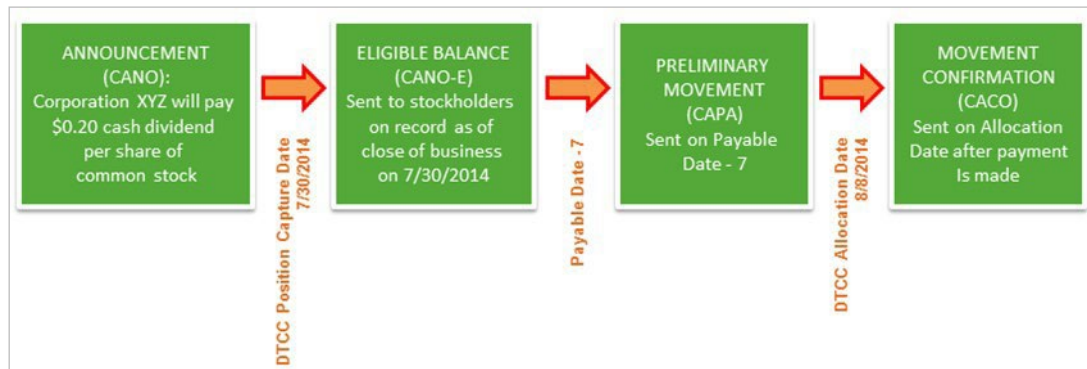 ANNOUNCEMENT
(CANO):
Corporation XYZ will pay
$0.20 cash dividend
per share of
common stock
DTCC Position Capture Date
7/30/2014
ELIGIBLE BALANCE
(CANO-E)
Sent to stockholders
on record as of
close of business
on 7/30/2014
Payable Date - 7
PRELIMINARY
MOVEMENT
(CAPA)
Sent on Payable
Date - 7
DTCC Allocation Date
8/8/2014
MOVEMENT
CONFIRMATION
(CACO)
Sent on Allocation
Date after payment
Is made